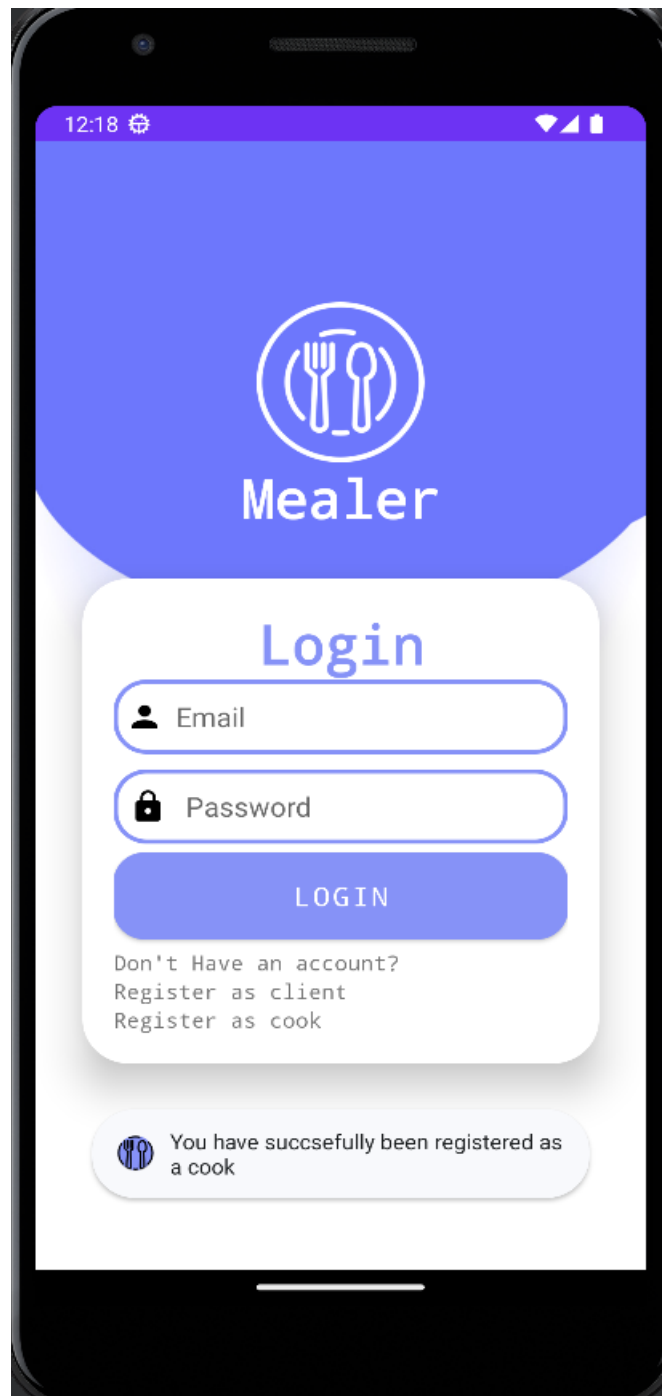 12:18
Mealer
Login
Email
Password
LOGIN
Don't Have an account?
Register as client
Register as cook
You have succsefully been registered as
a cook